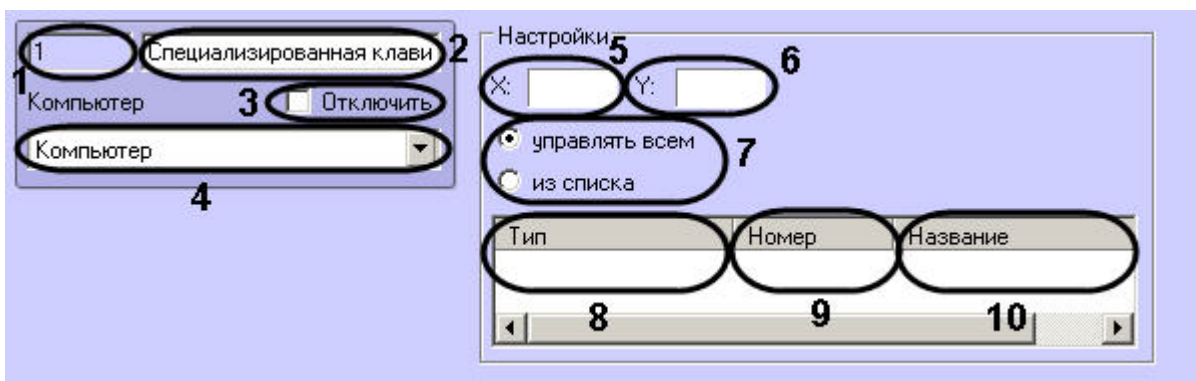 1
Специализированная клави
2
1
Компьютер
3
Отключить
Компьютер
4
Настройки
5
6
X:
Y:
управлять всем
7
из списка
Тип
Номер
Название
8
9
10